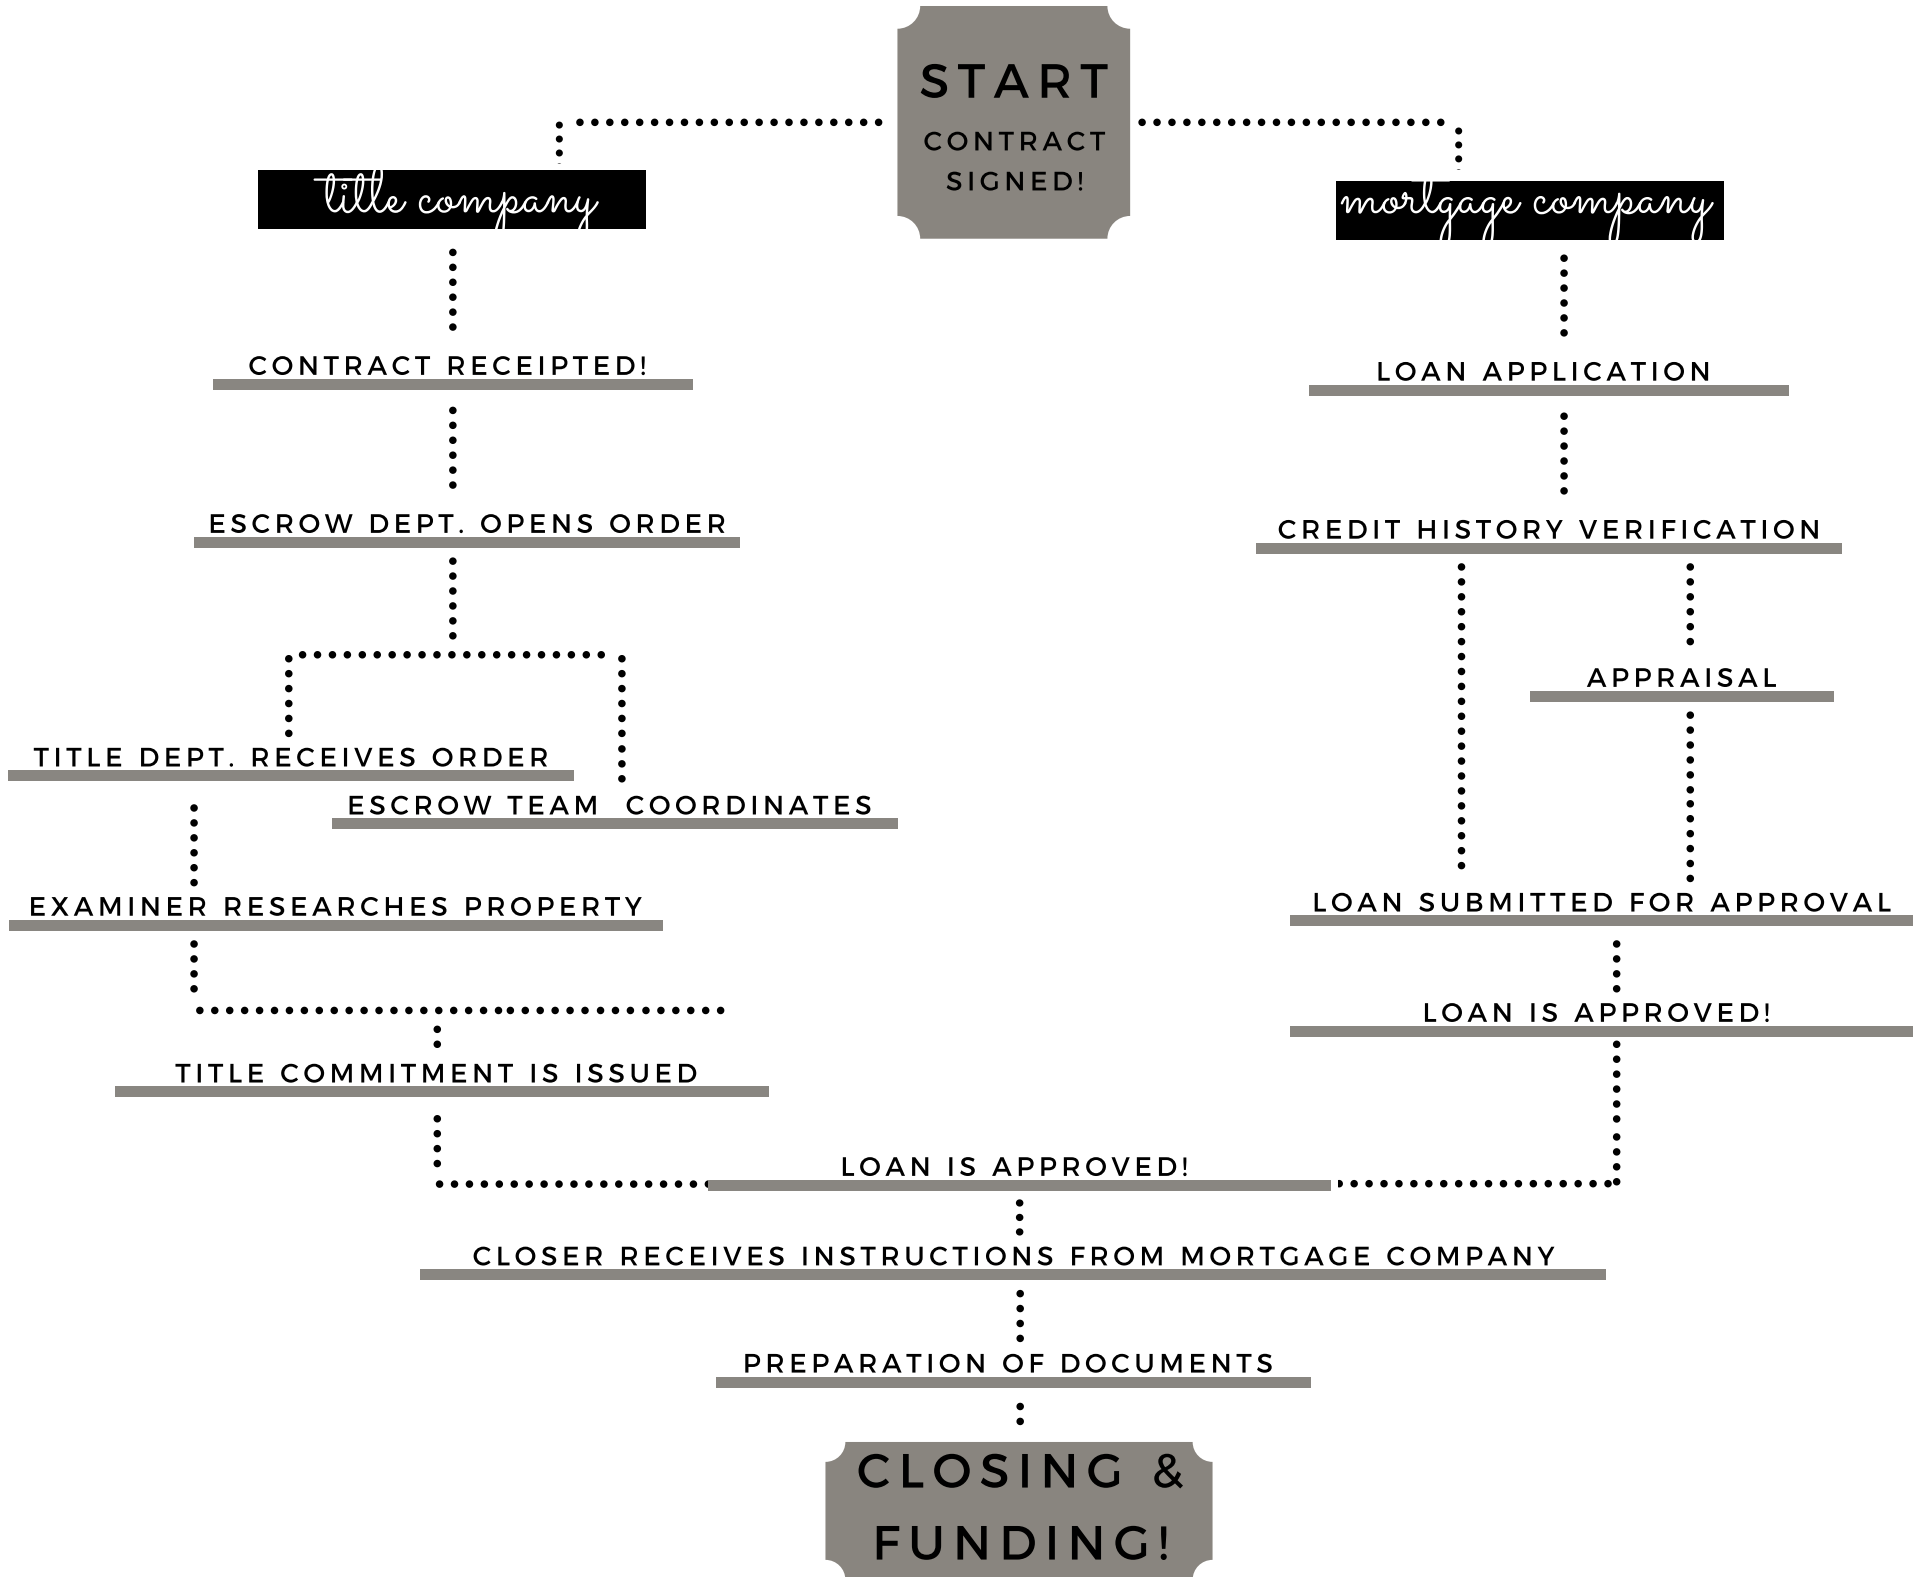 START
CONTRACT
SIGNED!
title company
mortgage company
CONTRACT RECEIPTED!
LOAN APPLICATION
ESCROW DEPT. OPENS ORDER
CREDIT HISTORY VERIFICATION
APPRAISAL
TITLE DEPT. RECEIVES ORDER
ESCROW TEAM COORDINATES
EXAMINER RESEARCHES PROPERTY
LOAN SUBMITTED FOR APPROVAL
LOAN IS APPROVED!
TITLE COMMITMENT IS ISSUED
LOAN IS APPROVED!
CLOSER RECEIVES INSTRUCTIONS FROM MORTGAGE COMPANY
PREPARATION OF DOCUMENTS
CLOSING &
FUNDING!